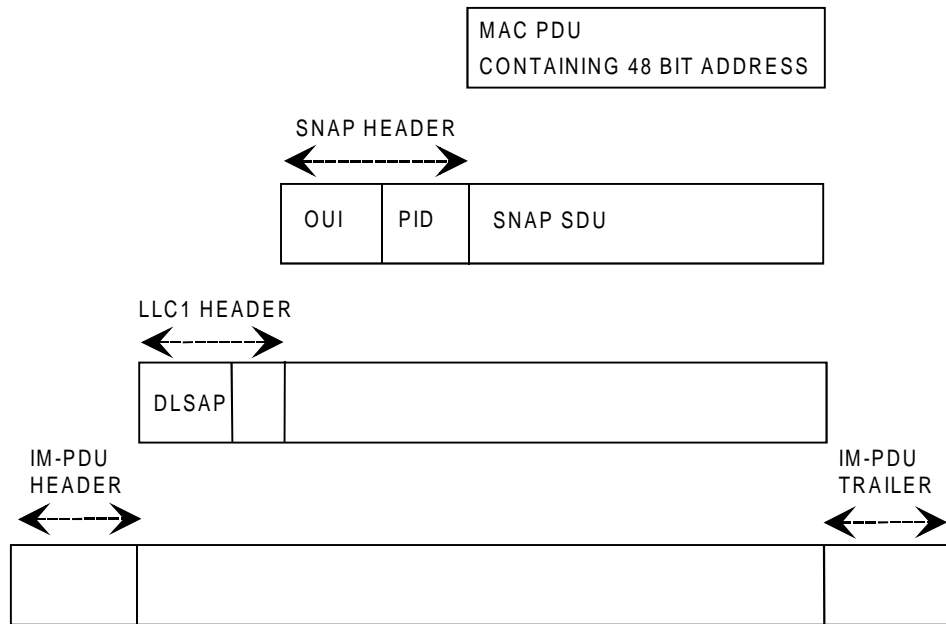 MAC PDU
CONTAINING 48 BIT ADDRESS
SNAP HEADER
OUI
PID
SNAP SDU
LLC1 HEADER
DLSAP
IM-PDU
HEADER
IM-PDU
TRAILER